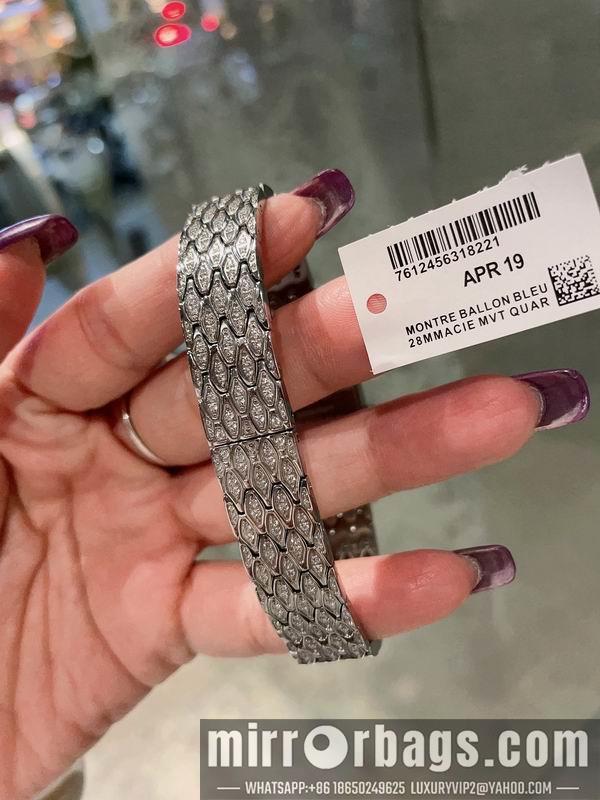 7612456318221
APR 19
MONTRE BALLON BLEU
28MMACIE MVT QUAR
mirrorbags.com
WHATSAPP:+86 18650249625 LUXURYVIP2@YAHOO.COM